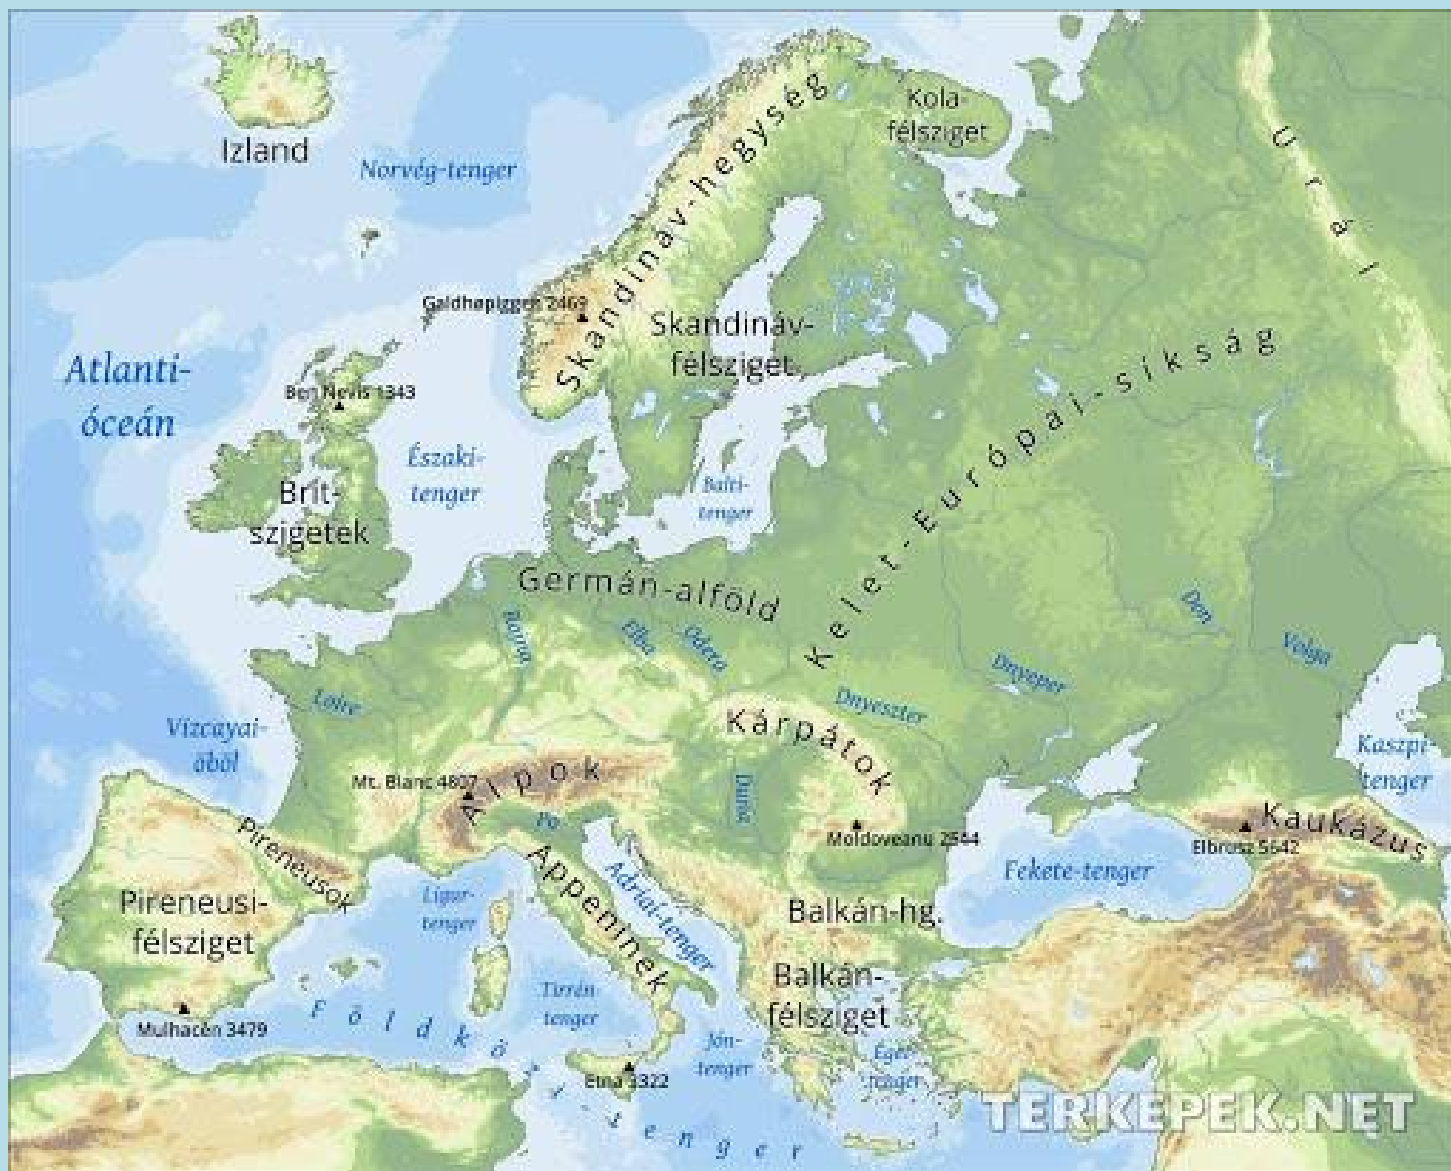 Izland
Norvég-tenger
Skandináv-hegység
Kola-
félsziget
Urál
Galdhøpiggen 2469
Skandináv-
félsziget
Atlanti-
óceán
Ben Nevis 1343
Északi-
tenger
Brit-
szigetek
Balti-
tenger
Kelet-Európai-síkság
Germán-alföld
Rajna
Elba
Odera
Don
Volga
Dnyeper
Dnyeszter
Loire
Vizcayai-
öböl
Kárpátok
Kaszpi-
tenger
Mt. Blanc 4807
Alpok
Duna
Pó
Moldoveanu 2544
Kaukázus
Elbrusz 5642
Pireneusok
Appeninek
Adriai-tenger
Fekete-tenger
Pireneusi-
félsziget
Ligur-
tenger
Balkán-hg.
Balkán-
félsziget
Mulhacén 3479
Földközi-tenger
Tirrén-
tenger
Jón-
tenger
Égei-
tenger
Etna 3322
TERKEPEK.NET